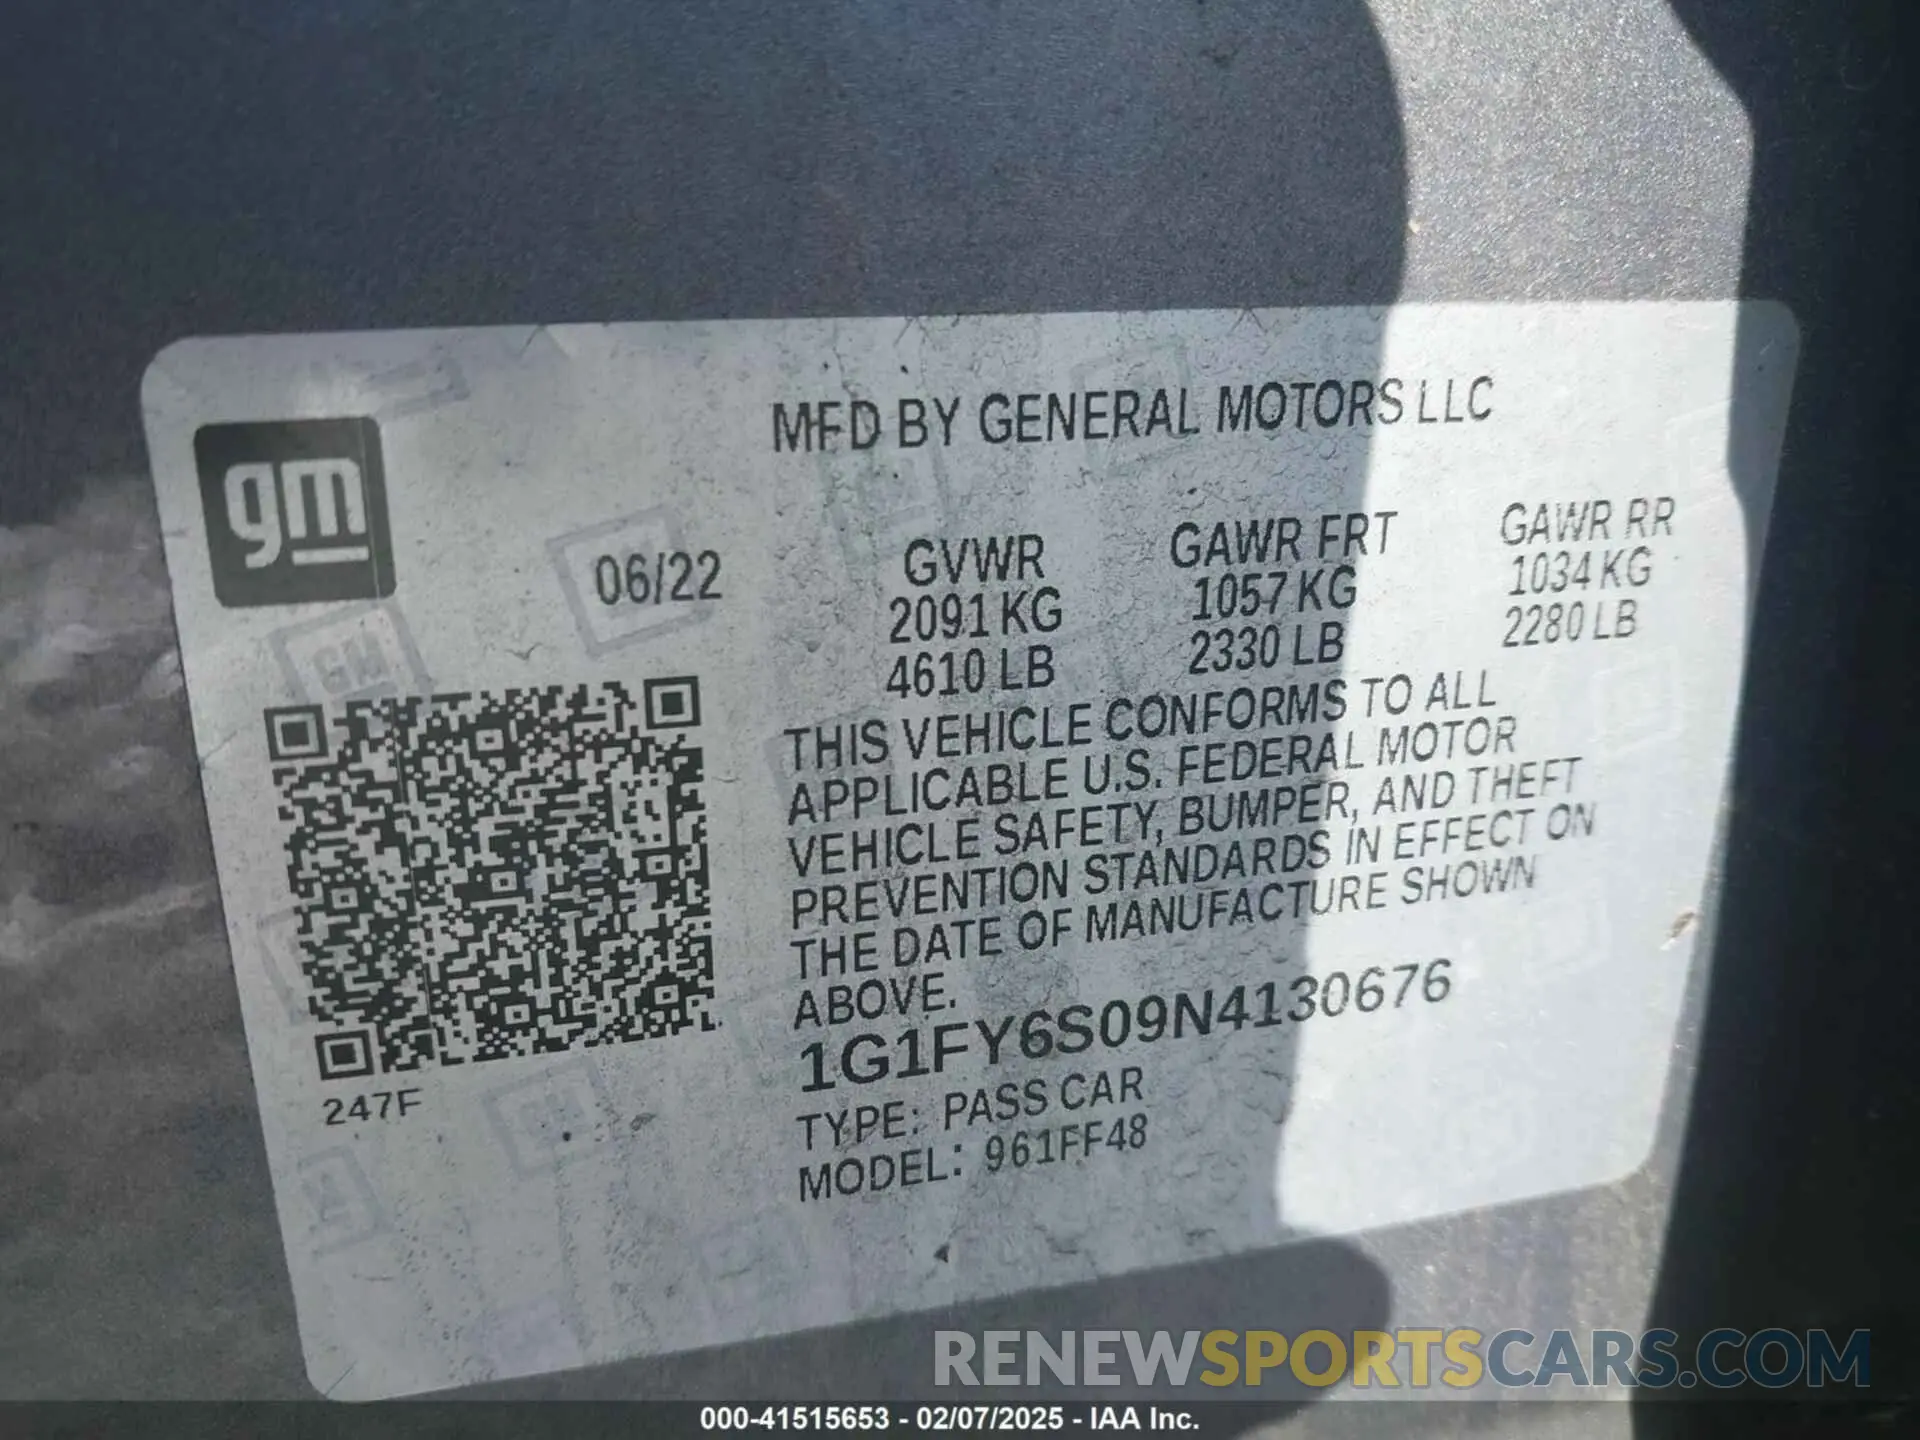 MFD BY GENERAL MOTORS LLC
gm
06/22
GVWR GAWR FRT GAWR RR
2091 KG 1057 KG 1034 KG
4610 LB 2330 LB 2280 LB
THIS VEHICLE CONFORMS TO ALL
APPLICABLE U.S. FEDERAL MOTOR
VEHICLE SAFETY, BUMPER, AND THEFT
PREVENTION STANDARDS IN EFFECT ON
THE DATE OF MANUFACTURE SHOWN
ABOVE.
1G1FY6S09N4130676
247F
TYPE: PASS CAR
MODEL: 961FF48
GM
GM
RENEWSPORTSCARS.COM
000-41515653 - 02/07/2025 - IAA Inc.